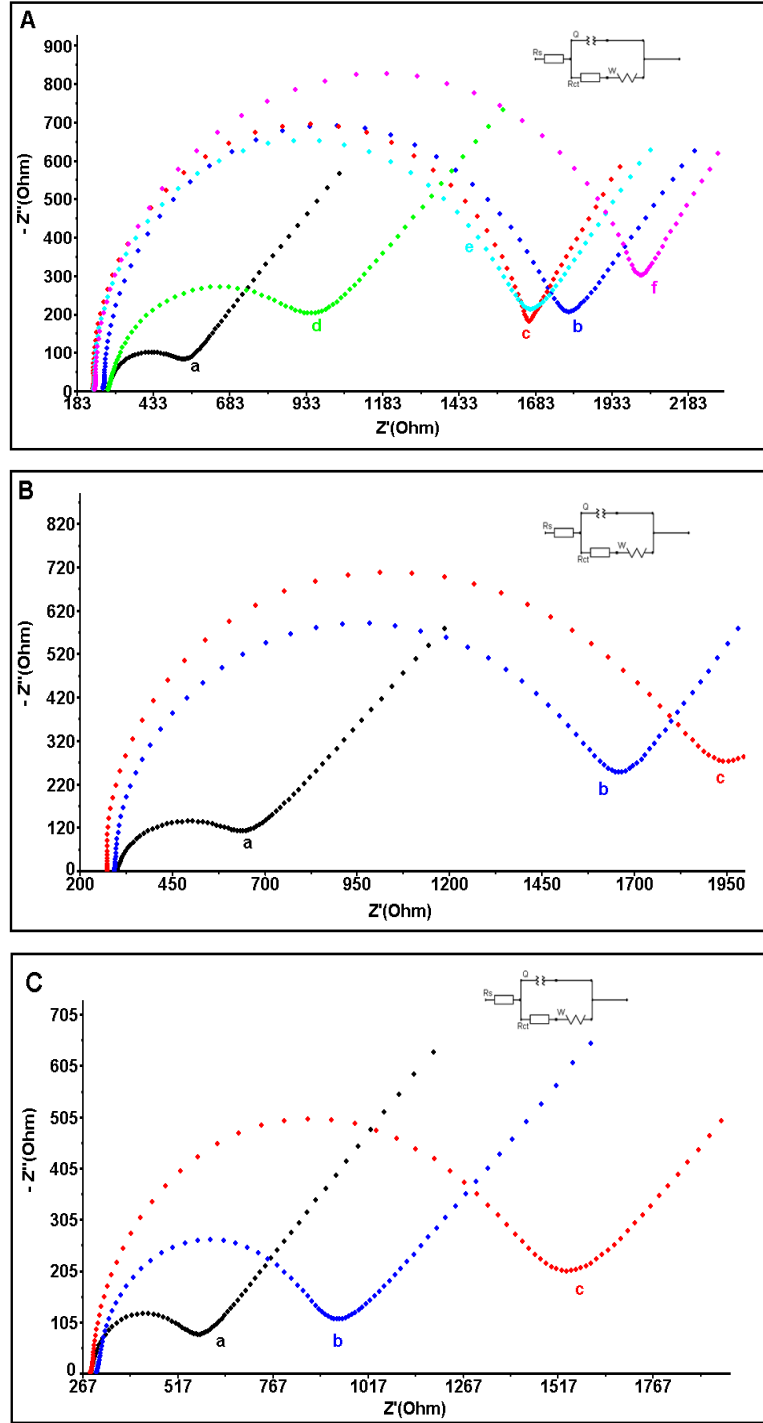 A
Q
Rs
W
Rct
- Z''(Ohm)
900
800
700
600
500
400
300
200
100
0
a
d
e
c
b
f
183 433 683 933 1183 1433 1683 1933 2183
Z'(Ohm)
B
Q
Rs
W
Rct
- Z''(Ohm)
820
720
620
520
420
320
220
120
0
a
b
c
200 450 700 950 1200 1450 1700 1950
Z'(Ohm)
C
Q
Rs
W
Rct
- Z''(Ohm)
705
605
505
405
305
205
105
0
a
b
c
267 517 767 1017 1267 1517 1767
Z'(Ohm)